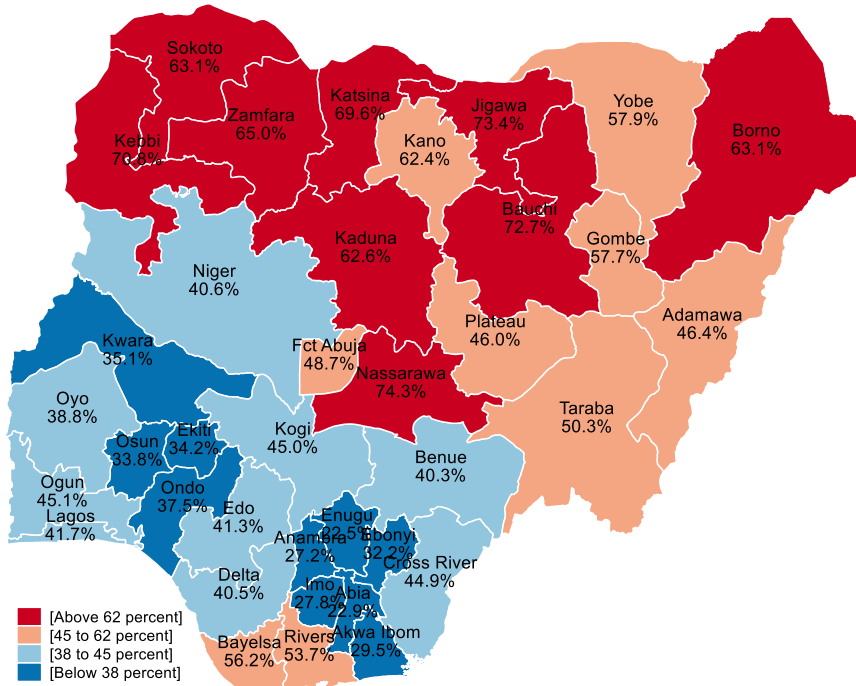 Sokoto
63.1%
Katsina
69.6%
Zamfara
65.0%
Jigawa
73.4%
Yobe
57.9%
Borno
63.1%
Kebbi
70.8%
Kano
62.4%
Bauchi
72.7%
Kaduna
62.6%
Gombe
57.7%
Niger
40.6%
Adamawa
46.4%
Plateau
46.0%
Kwara
35.1%
Fct Abuja
48.7%
Nassarawa
74.3%
Oyo
38.8%
Taraba
50.3%
Kogi
45.0%
Ekiti
34.2%
Osun
33.8%
Benue
40.3%
Ogun
45.1%
Ondo
37.5%
Edo
41.3%
Lagos
41.7%
Enugu
22.5%
Anambra
27.2%
Ebonyi
32.2%
Cross River
44.9%
Delta
40.5%
Imo
27.8%
Abia
22.9%
Akwa Ibom
29.5%
Rivers
53.7%
Bayelsa
56.2%
[Above 62 percent]
[45 to 62 percent]
[38 to 45 percent]
[Below 38 percent]